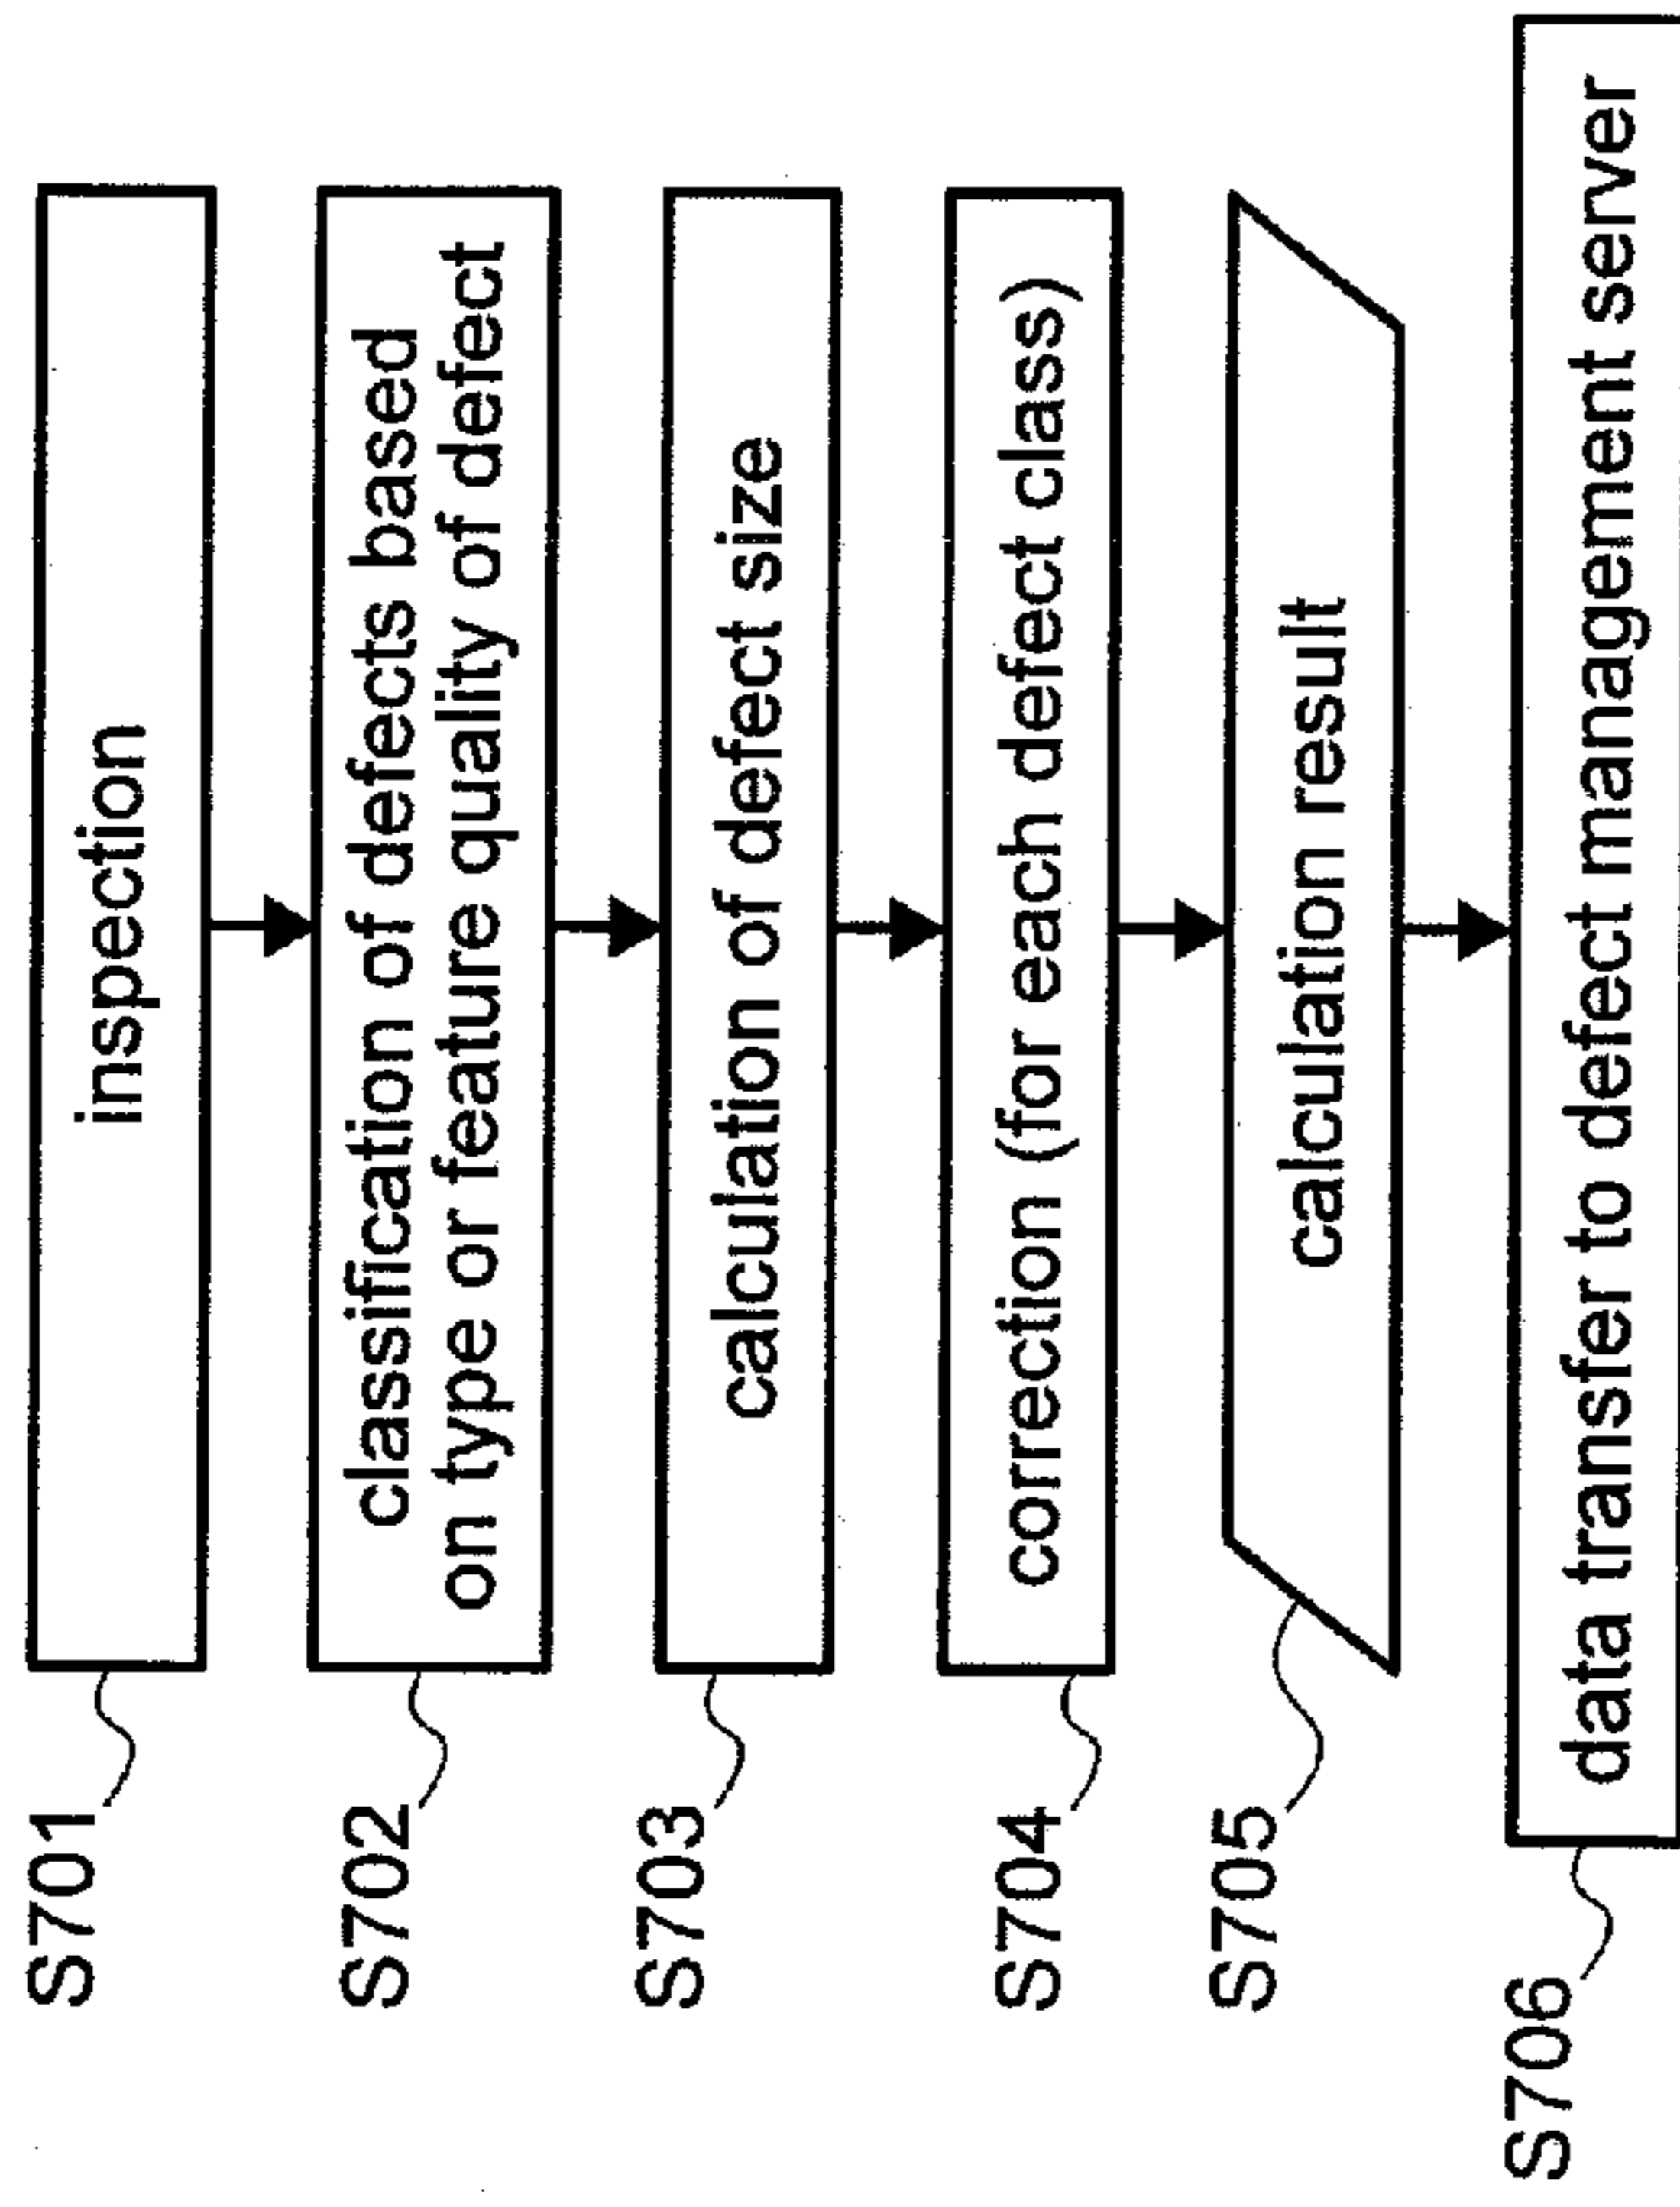 S701
inspection
S702
classification of defects based
on type or feature quality of defect
S703
calculation of defect size
S704
correction (for each defect class)
S705
calculation result
S706
data transfer to defect management server